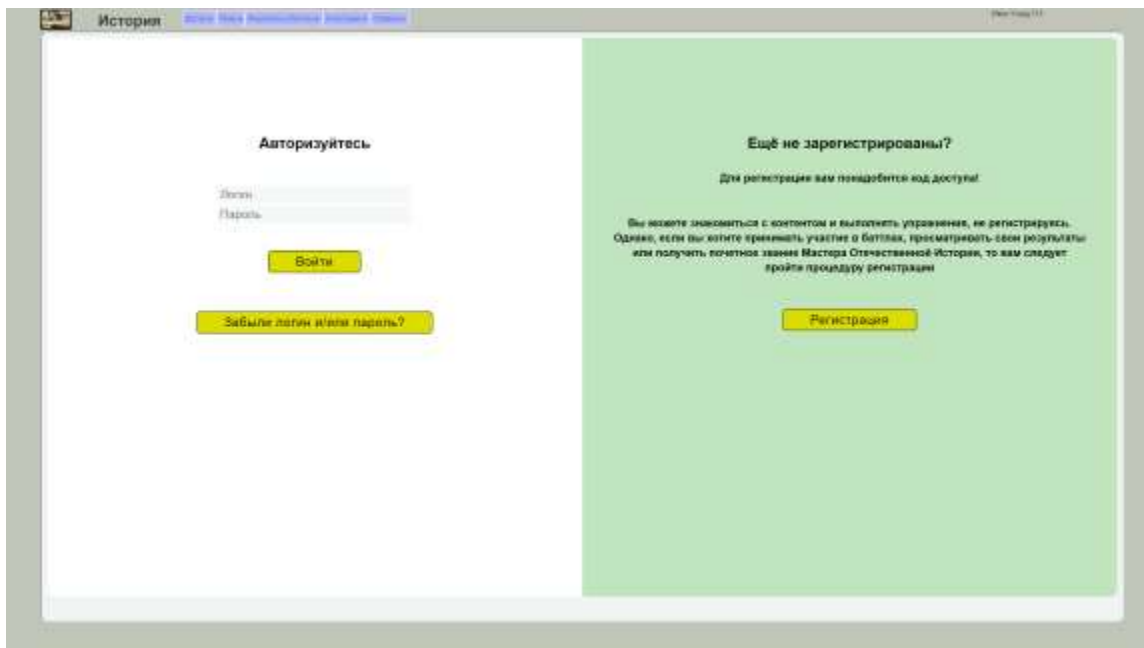 История
Авторизуйтесь
Логин
Пароль
Войти
Забыли логин и/или пароль?
Ещё не зарегистрированы?
Для регистрации вам понадобится код доступа!
Вы можете знакомиться с контентом и выполнять упражнения, не регистрируясь.
Однако, если вы хотите принимать участие в баттлах, просматривать свои результаты
или получить почетное звание Мастера Отечественной Истории, то вам следует
пройти процедуру регистрации
Регистрация